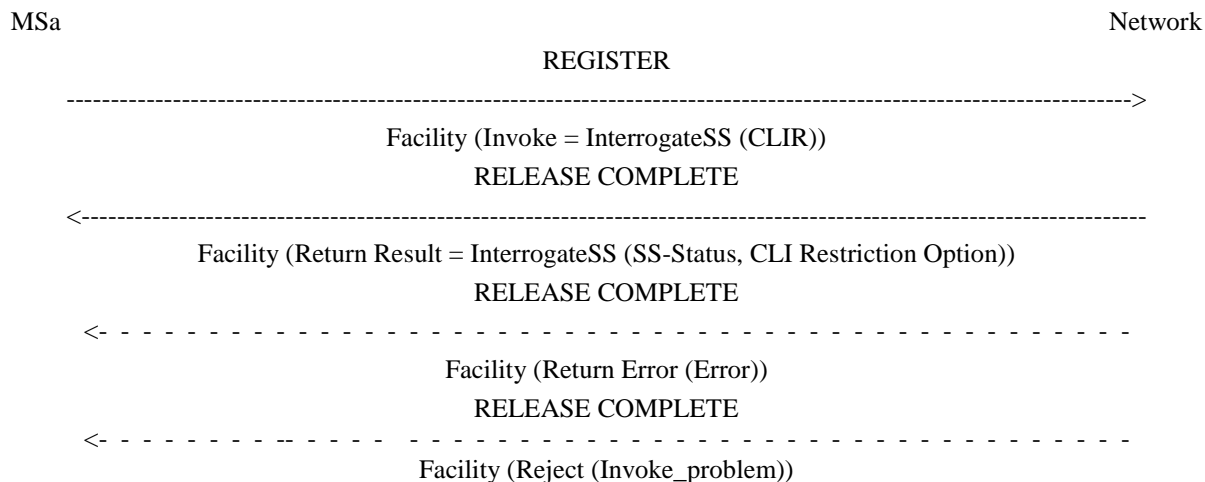 MSa Network
REGISTER
Facility (Invoke = InterrogateSS (CLIR))
RELEASE COMPLETE
Facility (Return Result = InterrogateSS (SS-Status, CLI Restriction Option))
RELEASE COMPLETE
Facility (Return Error (Error))
RELEASE COMPLETE
Facility (Reject (Invoke_problem))